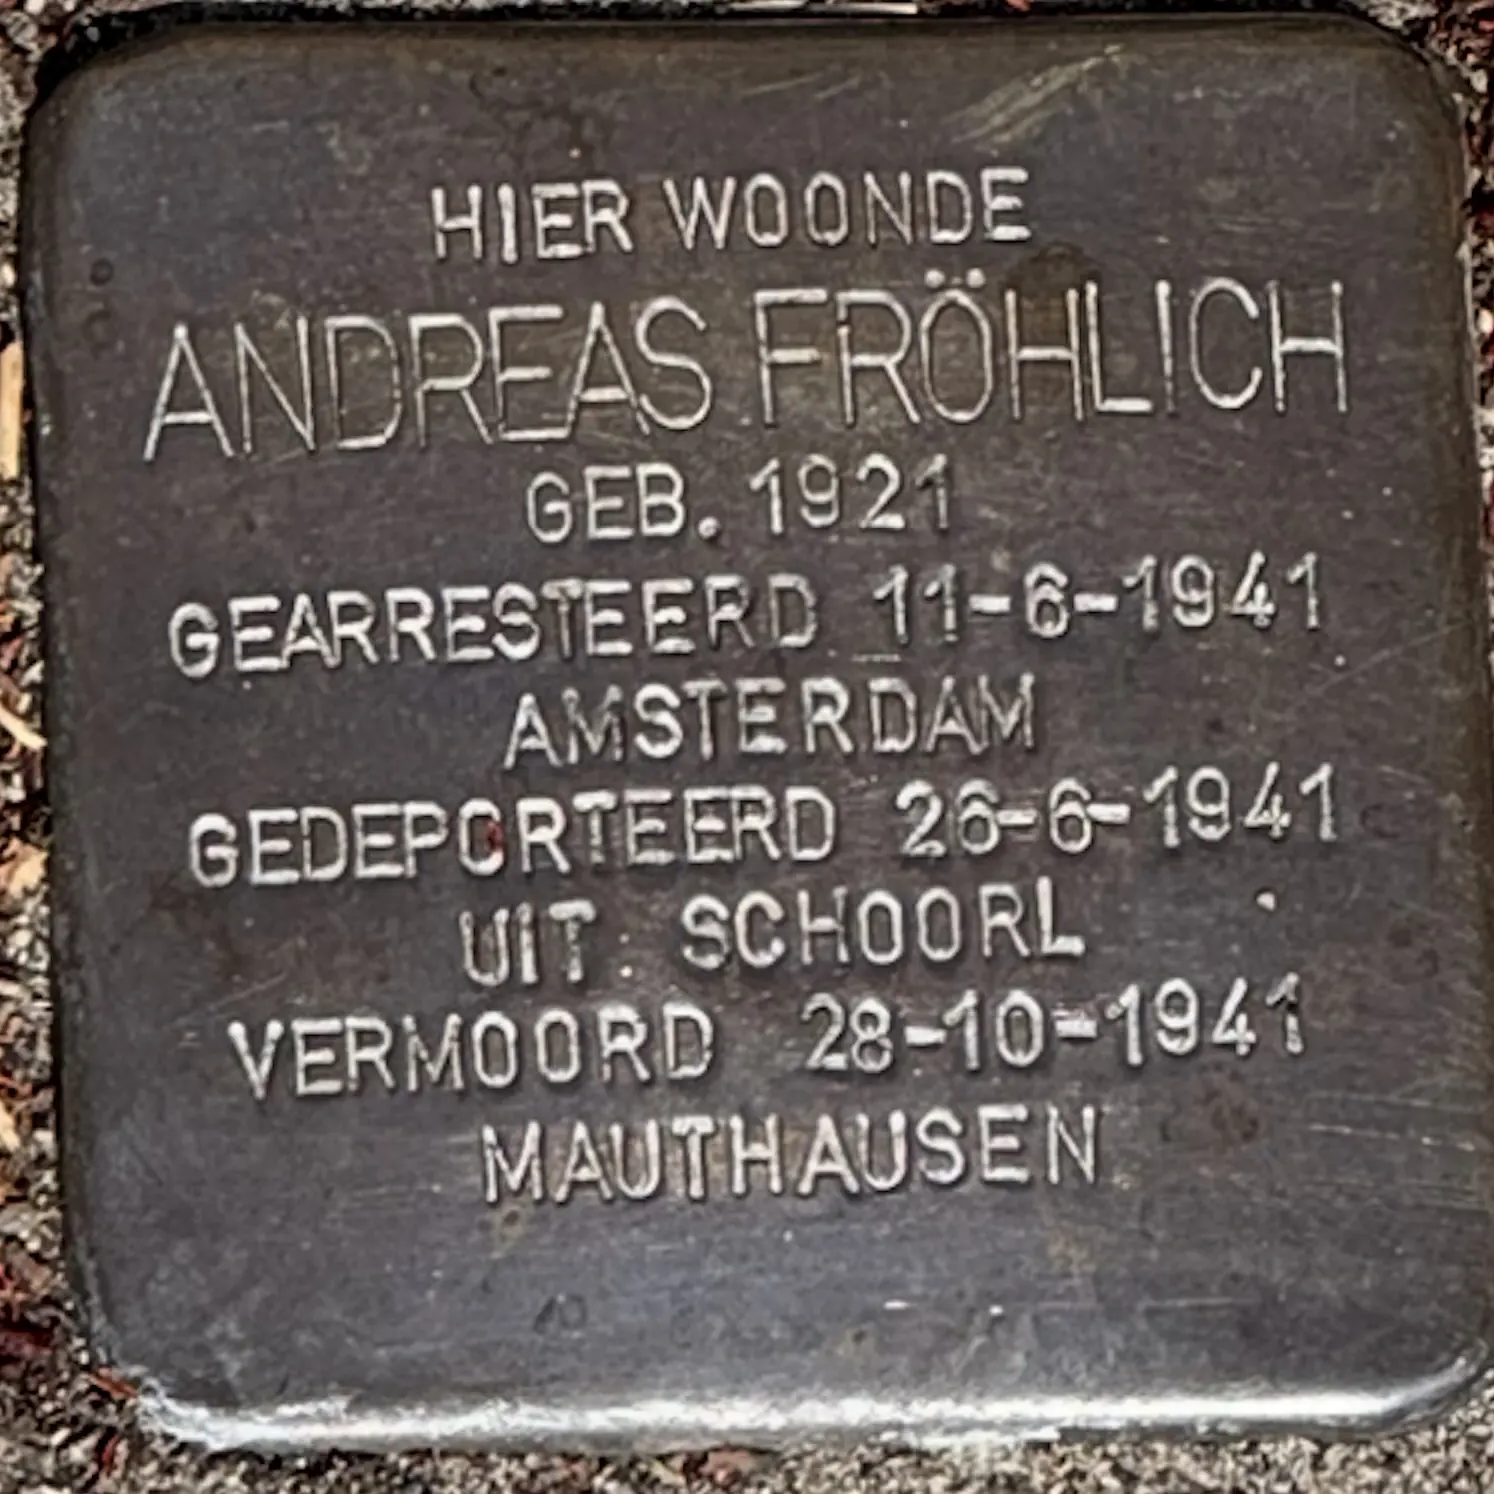 HIER WOONDE
ANDREAS FRÖHLICH
GEB. 1921
GEARRESTEERD 11-6-1941
AMSTERDAM
GEDEPORTEERD 26-6-1941
UIT SCHOORL
VERMOORD 28-10-1941
MAUTHAUSEN